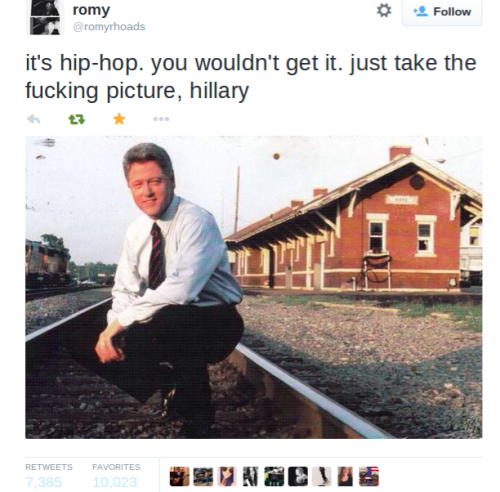 romy
@romyrhoads
Follow
it's hip-hop. you wouldn't get it. just take the
fucking picture, hillary
HOPE
RETWEETS
FAVORITES
7,385
10,023